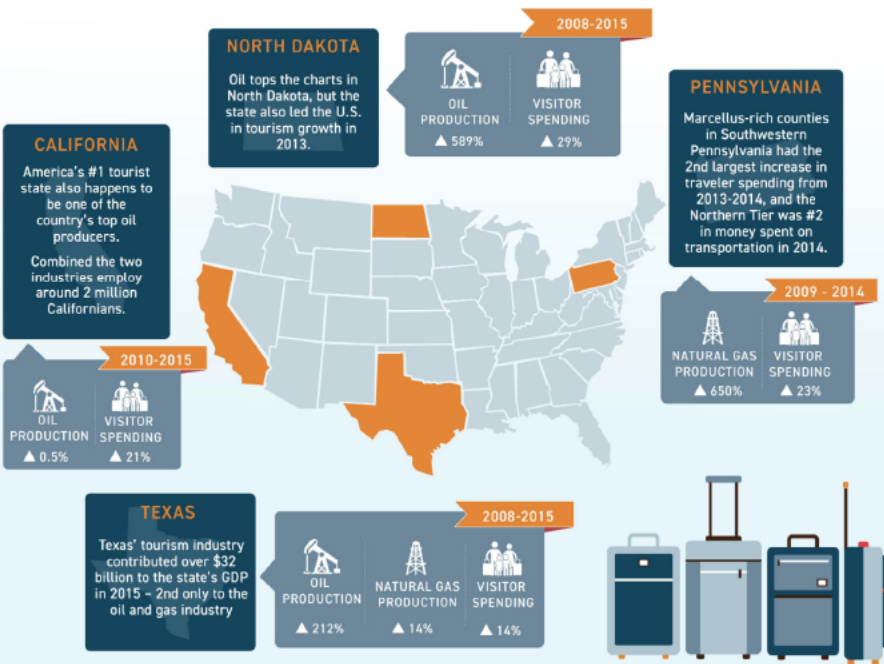 2008-2015
NORTH DAKOTA
Oil tops the charts in
North Dakota, but the
state also led the U.S.
in tourism growth in
2013.
OIL
PRODUCTION
▲ 589%
VISITOR
SPENDING
▲ 29%
PENNSYLVANIA
Marcellus-rich counties
in Southwestern
Pennsylvania had the
2nd largest increase in
traveler spending from
2013-2014, and the
Northern Tier was #2
in money spent on
transportation in 2014.
2009 - 2014
NATURAL GAS
PRODUCTION
▲ 650%
VISITOR
SPENDING
▲ 23%
CALIFORNIA
America's #1 tourist
state also happens to
be one of the
country's top oil
producers.
Combined the two
industries employ
around 2 million
Californians.
2010-2015
OIL
PRODUCTION
▲ 0.5%
VISITOR
SPENDING
▲ 21%
TEXAS
Texas' tourism industry
contributed over $32
billion to the state's GDP
in 2015 – 2nd only to the
oil and gas industry
2008-2015
OIL
PRODUCTION
▲ 212%
NATURAL GAS
PRODUCTION
▲ 14%
VISITOR
SPENDING
▲ 14%